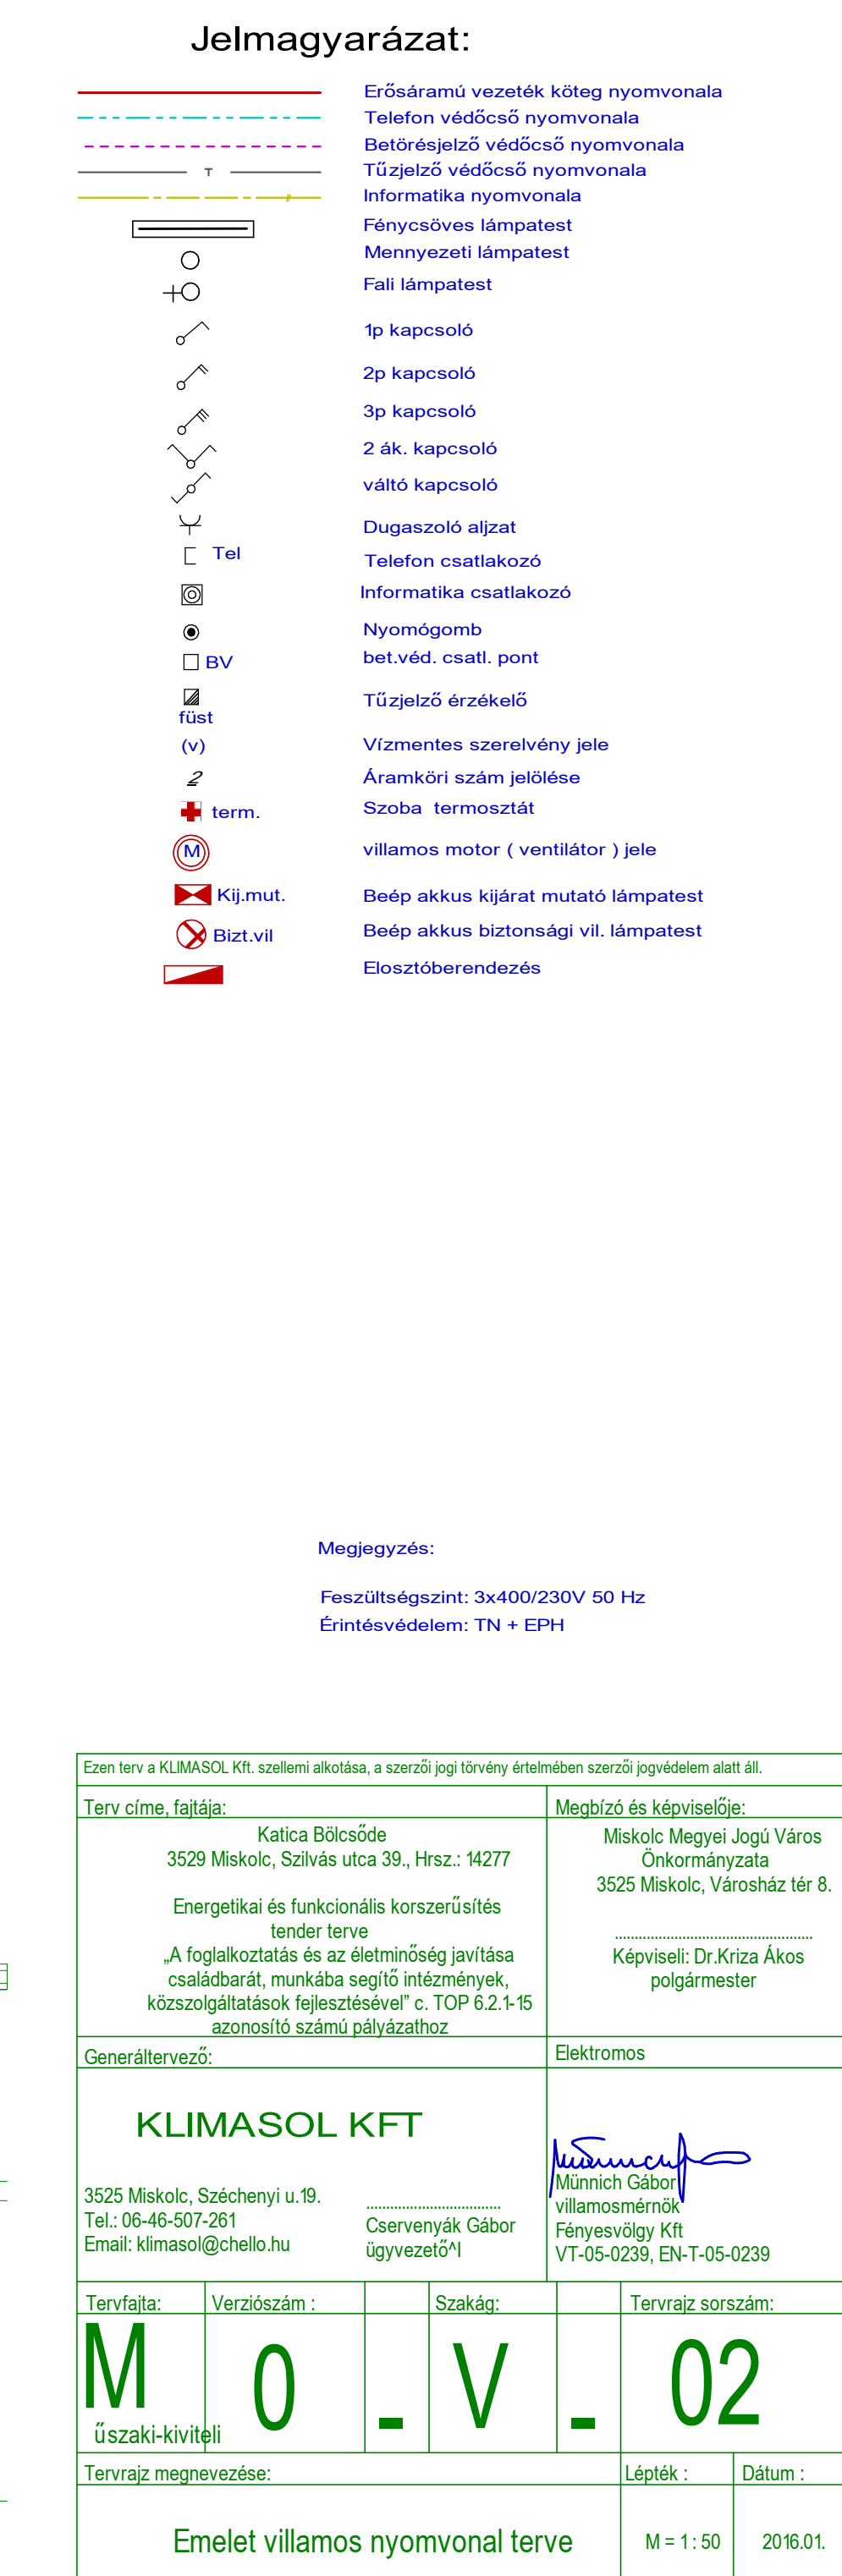 Jelmagyarázat:
Erősáramú vezeték köteg nyomvonala
Telefon védőcső nyomvonala
Betörésjelző védőcső nyomvonala
T Tűzjelző védőcső nyomvonala
Informatika nyomvonala
Fénycsöves lámpatest
Mennyezeti lámpatest
Fali lámpatest
1p kapcsoló
2p kapcsoló
3p kapcsoló
2 ák. kapcsoló
váltó kapcsoló
Dugaszoló aljzat
Tel Telefon csatlakozó
Informatika csatlakozó
Nyomógomb
BV bet.véd. csatl. pont
Tűzjelző érzékelő
füst
(v) Vízmentes szerelvény jele
2 Áramköri szám jelölése
term. Szoba termosztát
M villamos motor ( ventilátor ) jele
Kij.mut. Beép akkus kijárat mutató lámpatest
Bizt.vil Beép akkus biztonsági vil. lámpatest
Elosztóberendezés
Megjegyzés:
Feszültségszint: 3x400/230V 50 Hz
Érintésvédelem: TN + EPH
Ezen terv a KLIMASOL Kft. szellemi alkotása, a szerzői jogi törvény értelmében szerzői jogvédelem alatt áll.
Terv címe, fajtája:
Katica Bölcsőde
3529 Miskolc, Szilvás utca 39., Hrsz.: 14277
Energetikai és funkcionális korszerűsítés
tender terve
„A foglalkoztatás és az életminőség javítása
családbarát, munkába segítő intézmények,
közszolgáltatások fejlesztésével” c. TOP 6.2.1-15
azonosító számú pályázathoz
Megbízó és képviselője:
Miskolc Megyei Jogú Város
Önkormányzata
3525 Miskolc, Városház tér 8.
..................................................
Képviseli: Dr.Kriza Ákos
polgármester
Generáltervező:
KLIMASOL KFT
3525 Miskolc, Széchenyi u.19.
Tel.: 06-46-507-261
Email: klimasol@chello.hu
..................................
Cservenyák Gábor
ügyvezető^l
Elektromos
Münnich Gábor
villamosmérnök
Fényesvölgy Kft
VT-05-0239, EN-T-05-0239
Tervfajta: Verziószám : Szakág: Tervrajz sorszám:
M 0 - V - 02
űszaki-kiviteli
Tervrajz megnevezése: Lépték : Dátum :
Emelet villamos nyomvonal terve M = 1 : 50 2016.01.